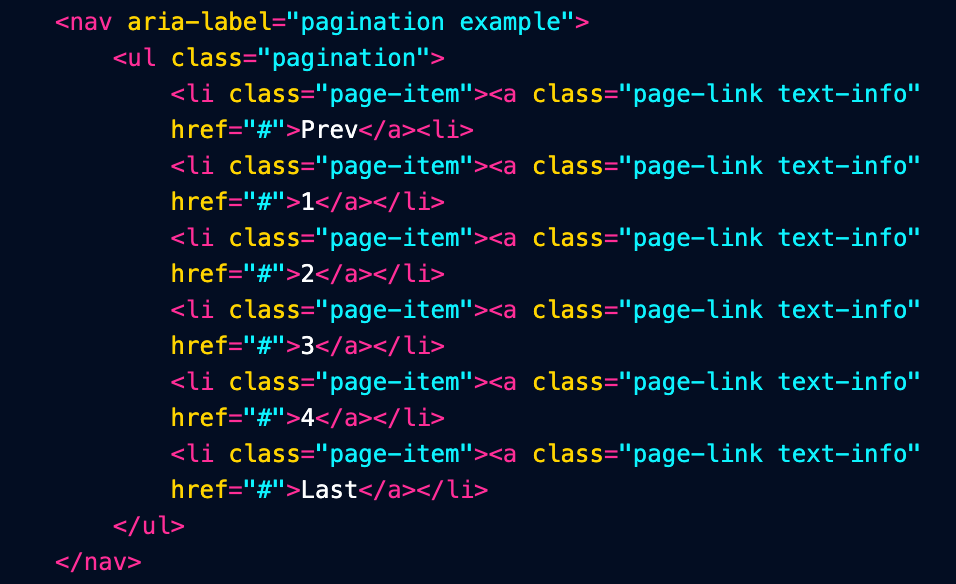 <nav aria-label="pagination example">
    <ul class="pagination">
        <li class="page-item"><a class="page-link text-info"
        href="#">Prev</a><li>
        <li class="page-item"><a class="page-link text-info"
        href="#">1</a></li>
        <li class="page-item"><a class="page-link text-info"
        href="#">2</a></li>
        <li class="page-item"><a class="page-link text-info"
        href="#">3</a></li>
        <li class="page-item"><a class="page-link text-info"
        href="#">4</a></li>
        <li class="page-item"><a class="page-link text-info"
        href="#">Last</a></li>
    </ul>
</nav>